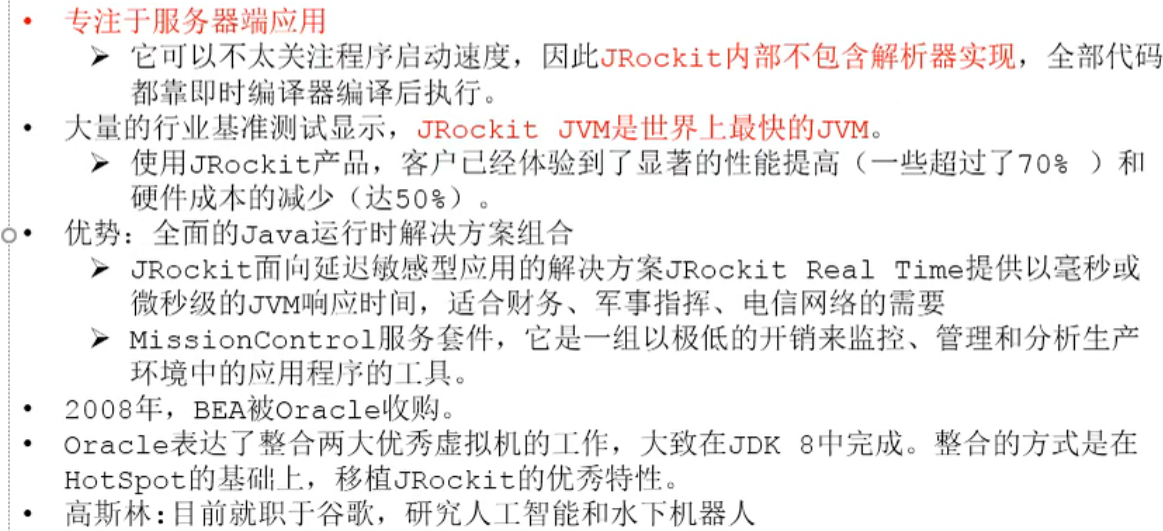 • 专注于服务器端应用
➢ 它可以不太关注程序启动速度，因此JRockit内部不包含解析器实现，全部代码
都靠即时编译器编译后执行。
• 大量的行业基准测试显示，JRockit JVM是世界上最快的JVM。
➢ 使用JRockit产品，客户已经体验到了显著的性能提高（一些超过了70% ）和
硬件成本的减少（达50%）。
• 优势：全面的Java运行时解决方案组合
➢ JRockit面向延迟敏感型应用的解决方案JRockit Real Time提供以毫秒或
微秒级的JVM响应时间，适合财务、军事指挥、电信网络的需要
➢ MissionControl服务套件，它是一组以极低的开销来监控、管理和分析生产
环境中的应用程序的工具。
• 2008年，BEA被Oracle收购。
• Oracle表达了整合两大优秀虚拟机的工作，大致在JDK 8中完成。整合的方式是在
HotSpot的基础上，移植JRockit的优秀特性。
• 高斯林:目前就职于谷歌，研究人工智能和水下机器人